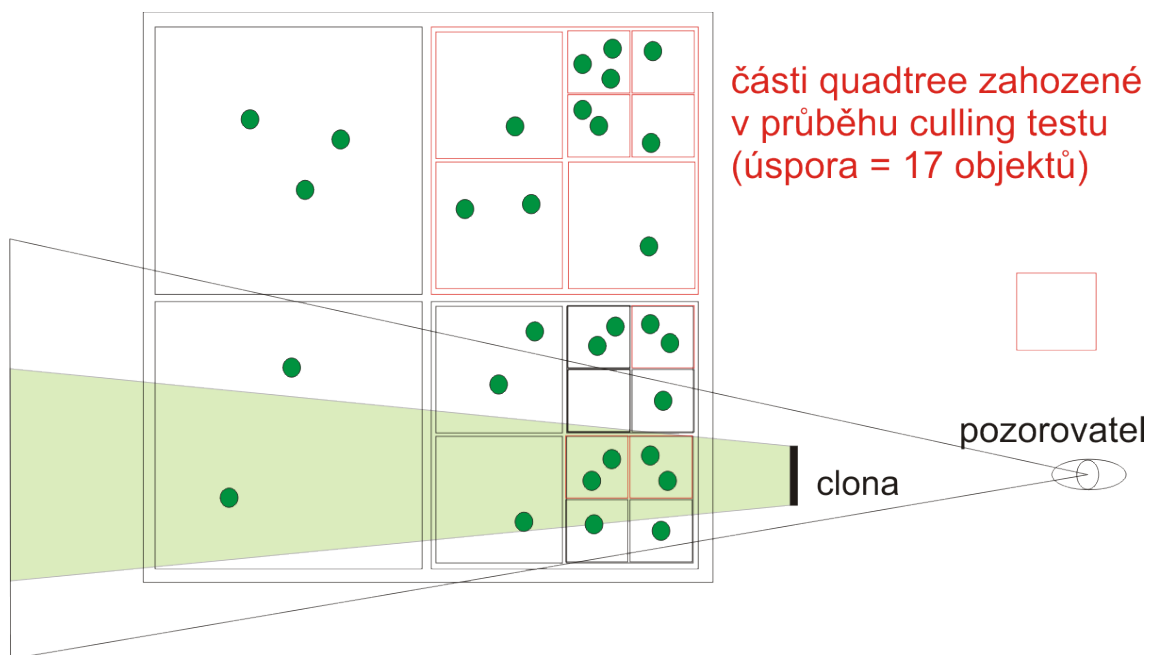 části quadtree zahozené
v průběhu culling testu
(úspora = 17 objektů)
pozorovatel
clona